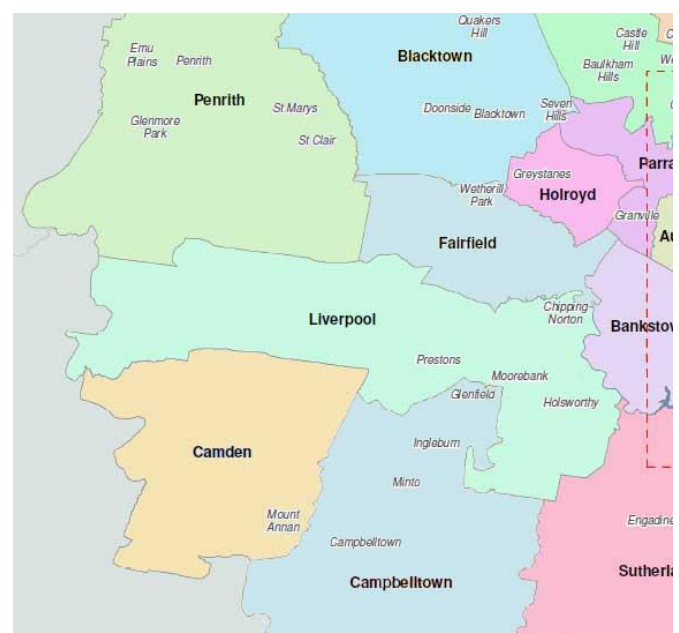 Quakers
Hill
Castle
Hill
Emu
Plains
Penrith
Blacktown
Baulkham
Hills
Penrith
St Marys
Doonside
Blacktown
Seven
Hills
Glenmore
Park
St Clair
Parra
Greystanes
Wetherill
Park
Holroyd
Granville
Fairfield
Au
Chipping-
Norton
Liverpool
Bankstow
Prestons
Moorebank
Glenfield
Holsworthy
Ingleburn
Camden
Minto
Mount
Annan
Engadine
Campbelltown
Campbelltown
Sutherla